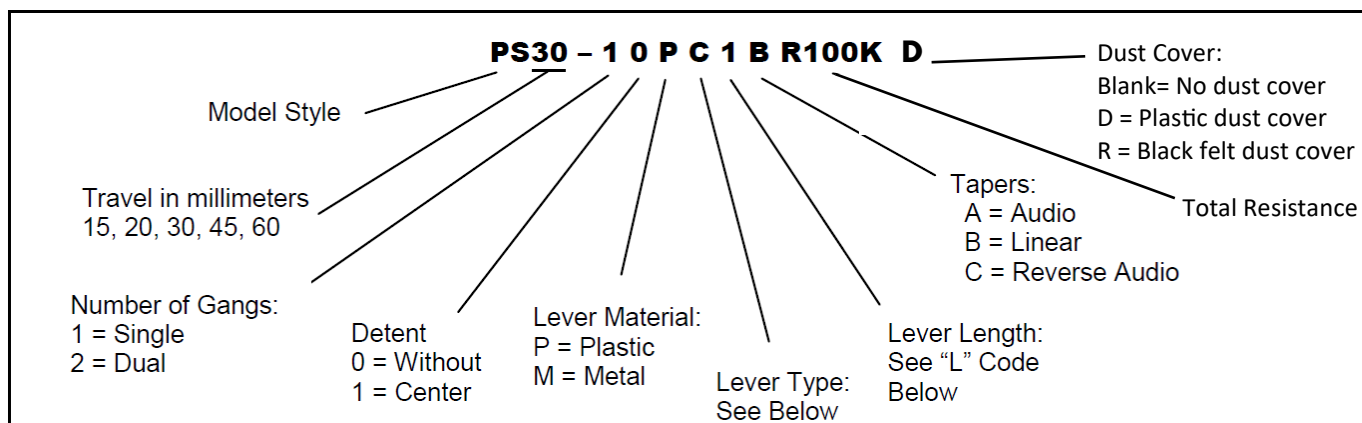 PS30 – 1 0 P C 1 B R100K D
Dust Cover:
Blank= No dust cover
D = Plastic dust cover
R = Black felt dust cover
Model Style
Travel in millimeters
15, 20, 30, 45, 60
Tapers:
A = Audio
B = Linear
C = Reverse Audio
Total Resistance
Number of Gangs:
1 = Single
2 = Dual
Detent
0 = Without
1 = Center
Lever Material:
P = Plastic
M = Metal
Lever Type:
See Below
Lever Length:
See “L” Code
Below